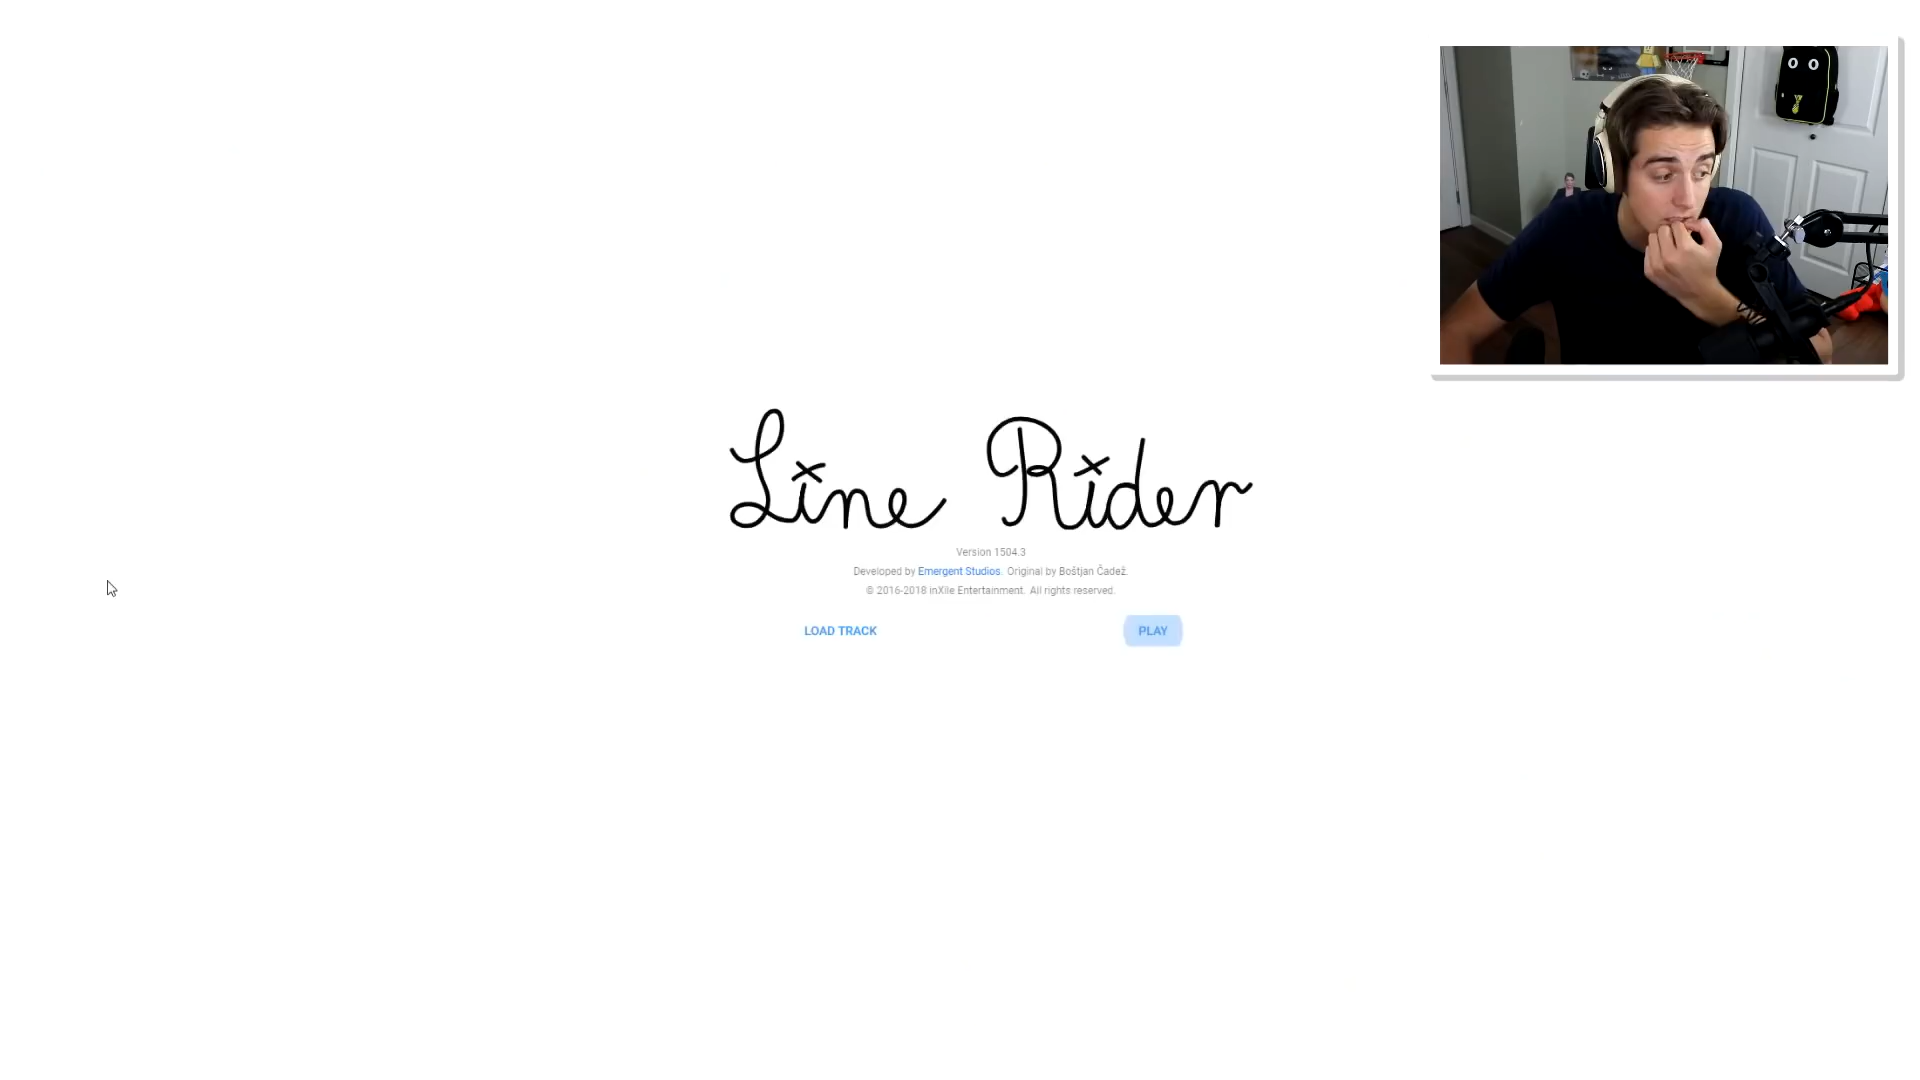 Line Rider
Version 1504.3
Developed by Emergent Studios. Original by Boštjan Čadež.
© 2016-2018 inXile Entertainment. All rights reserved.
LOAD TRACK
PLAY